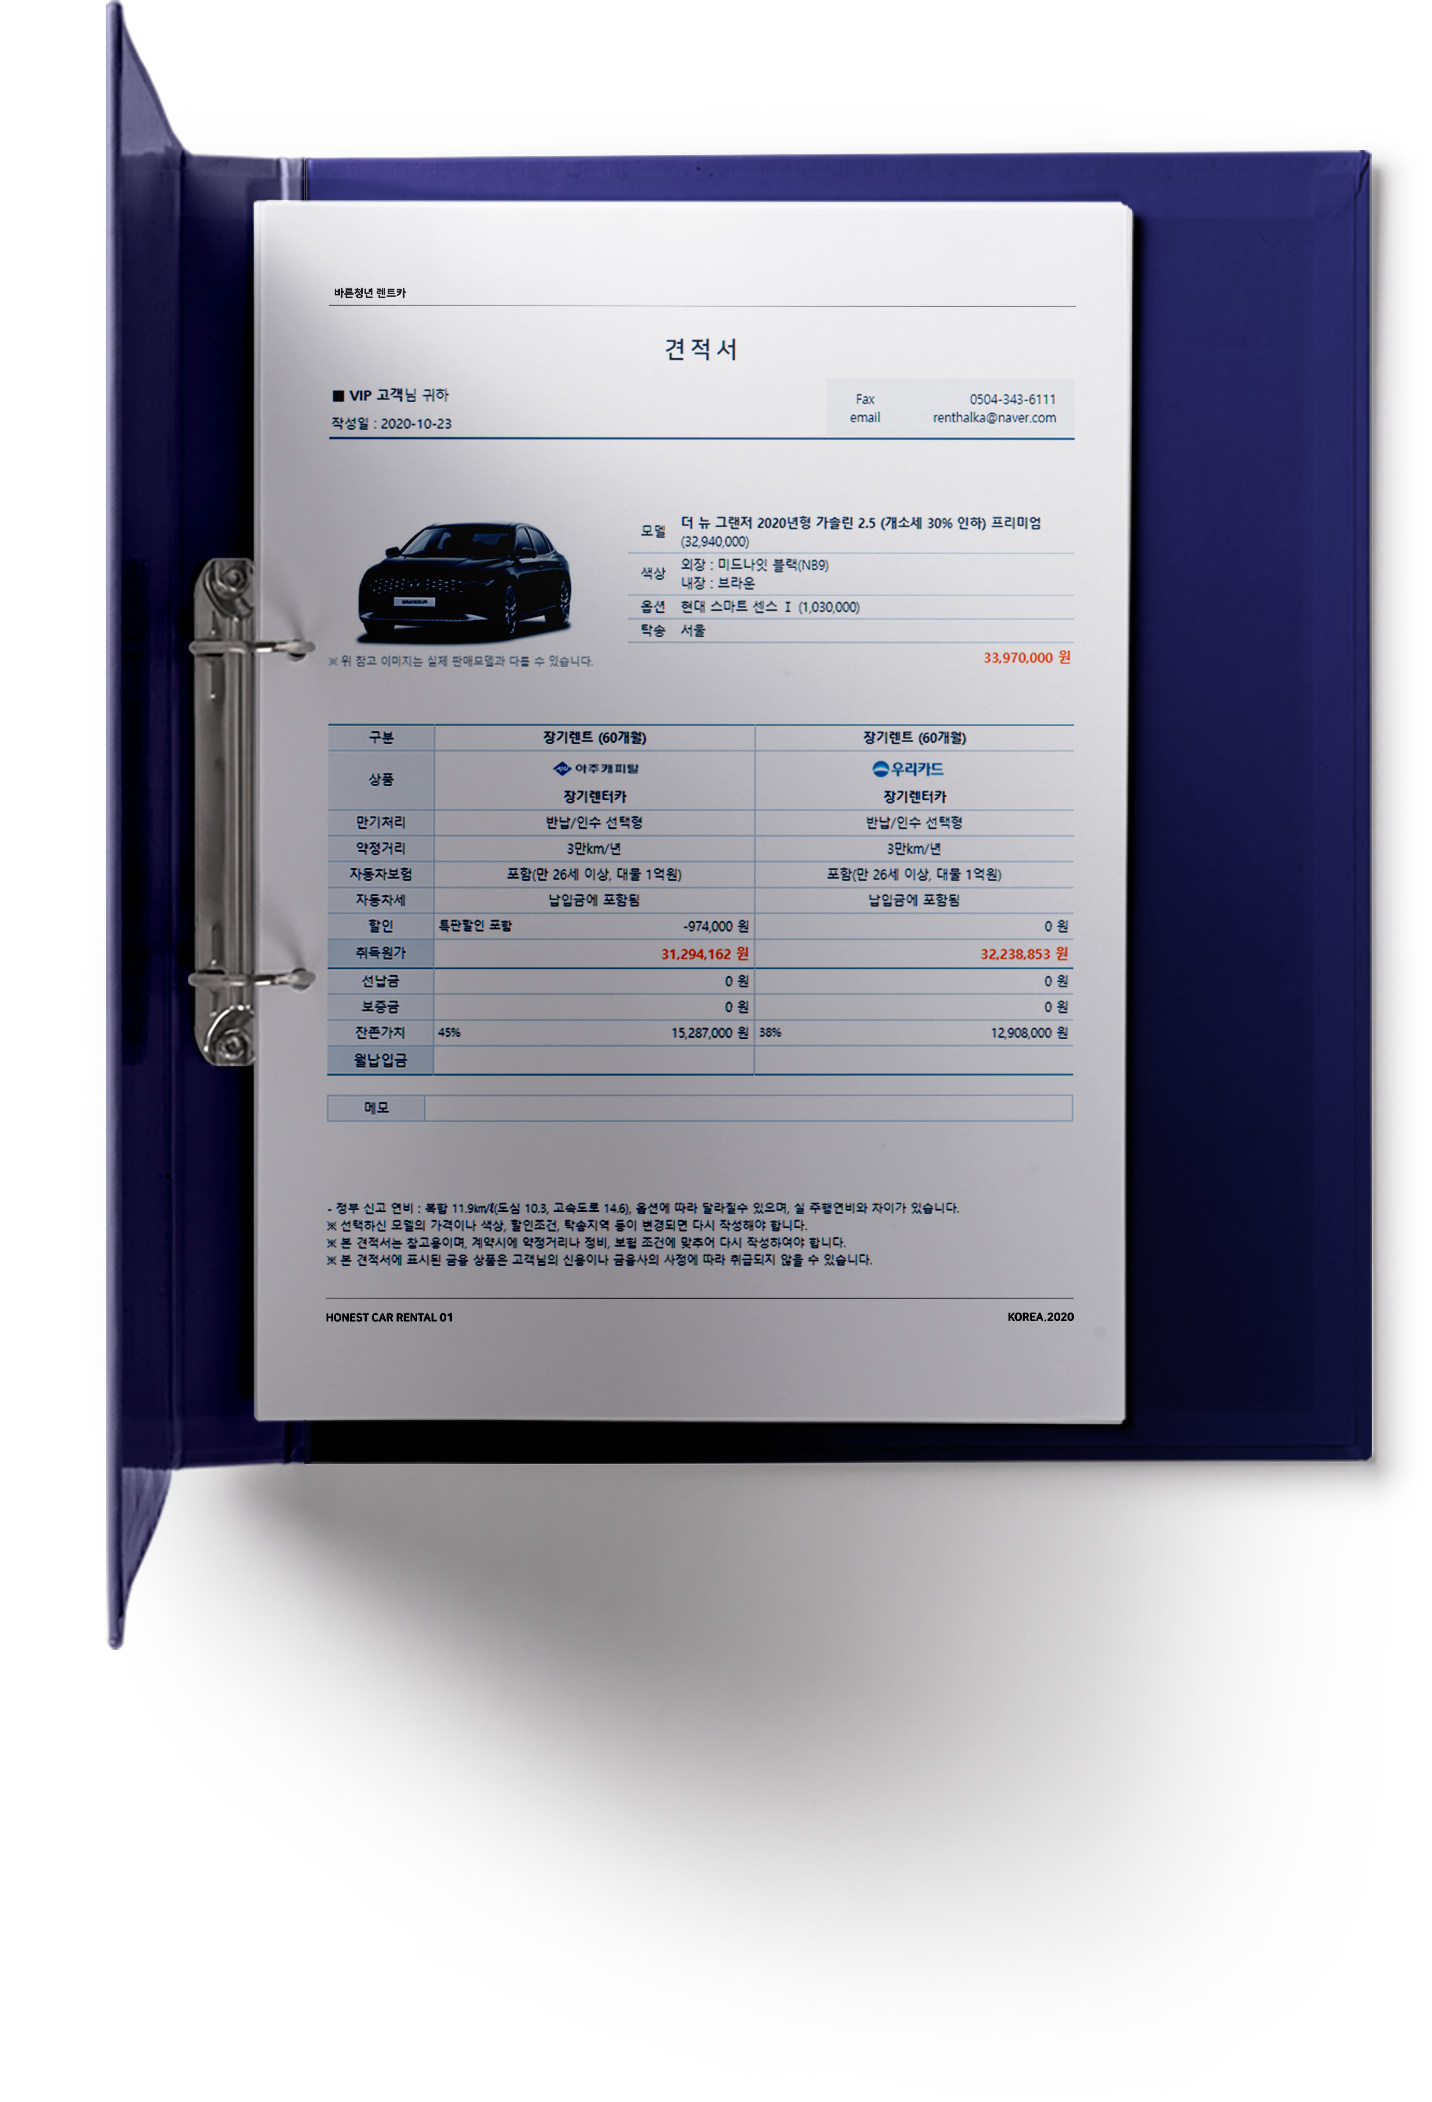 바른청년 렌트카
견적서
■ VIP 고객님 귀하
작성일 : 2020-10-23
Fax 0504-343-6111
email renthalka@naver.com
모델 더 뉴 그랜저 2020년형 가솔린 2.5 (개소세 30% 인하) 프리미엄
(32,940,000)
색상 외장 : 미드나잇 블랙(NB9)
내장 : 브라운
옵션 현대 스마트 센스 Ⅰ (1,030,000)
탁송 서울
33,970,000 원
GRANDEUR
※ 위 참고 이미지는 실제 판매모델과 다를 수 있습니다.
구분 장기렌트 (60개월) 장기렌트 (60개월)
상품 아주캐피탈 우리카드
장기렌터카 장기렌터카
만기처리 반납/인수 선택형 반납/인수 선택형
약정거리 3만km/년 3만km/년
자동차보험 포함(만 26세 이상, 대물 1억원) 포함(만 26세 이상, 대물 1억원)
자동차세 납입금에 포함됨 납입금에 포함됨
할인 특판할인 포함 -974,000 원 0 원
취득원가 31,294,162 원 32,238,853 원
선납금 0 원 0 원
보증금 0 원 0 원
잔존가치 45% 15,287,000 원 38% 12,908,000 원
월납입금
메모
- 정부 신고 연비 : 복합 11.9km/ℓ(도심 10.3, 고속도로 14.6), 옵션에 따라 달라질수 있으며, 실 주행연비와 차이가 있습니다.
※ 선택하신 모델의 가격이나 색상, 할인조건, 탁송지역 등이 변경되면 다시 작성해야 합니다.
※ 본 견적서는 참고용이며, 계약시에 약정거리나 정비, 보험 조건에 맞추어 다시 작성하여야 합니다.
※ 본 견적서에 표시된 금융 상품은 고객님의 신용이나 금융사의 사정에 따라 취급되지 않을 수 있습니다.
HONEST CAR RENTAL 01 KOREA.2020